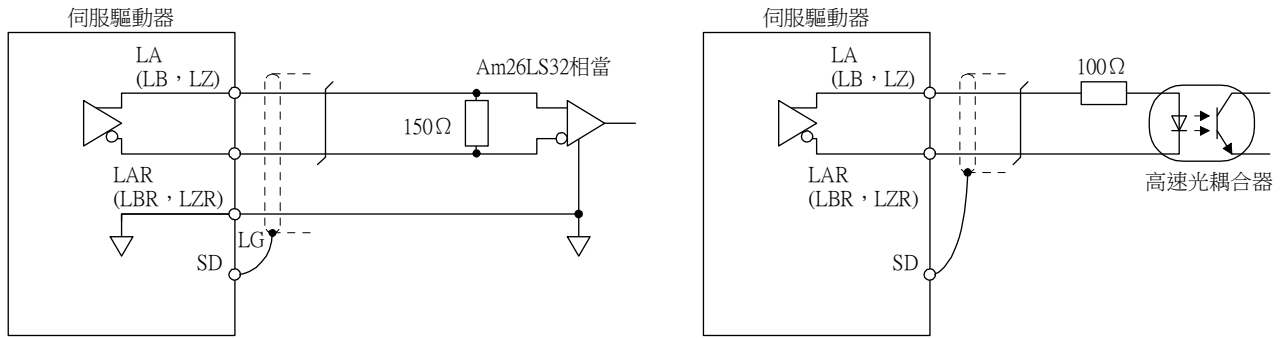 伺服驅動器
LA
(LB，LZ)
Am26LS32相當
150Ω
LAR
(LBR，LZR)
LG
SD
伺服驅動器
LA
(LB，LZ)
100Ω
LAR
(LBR，LZR)
高速光耦合器
SD